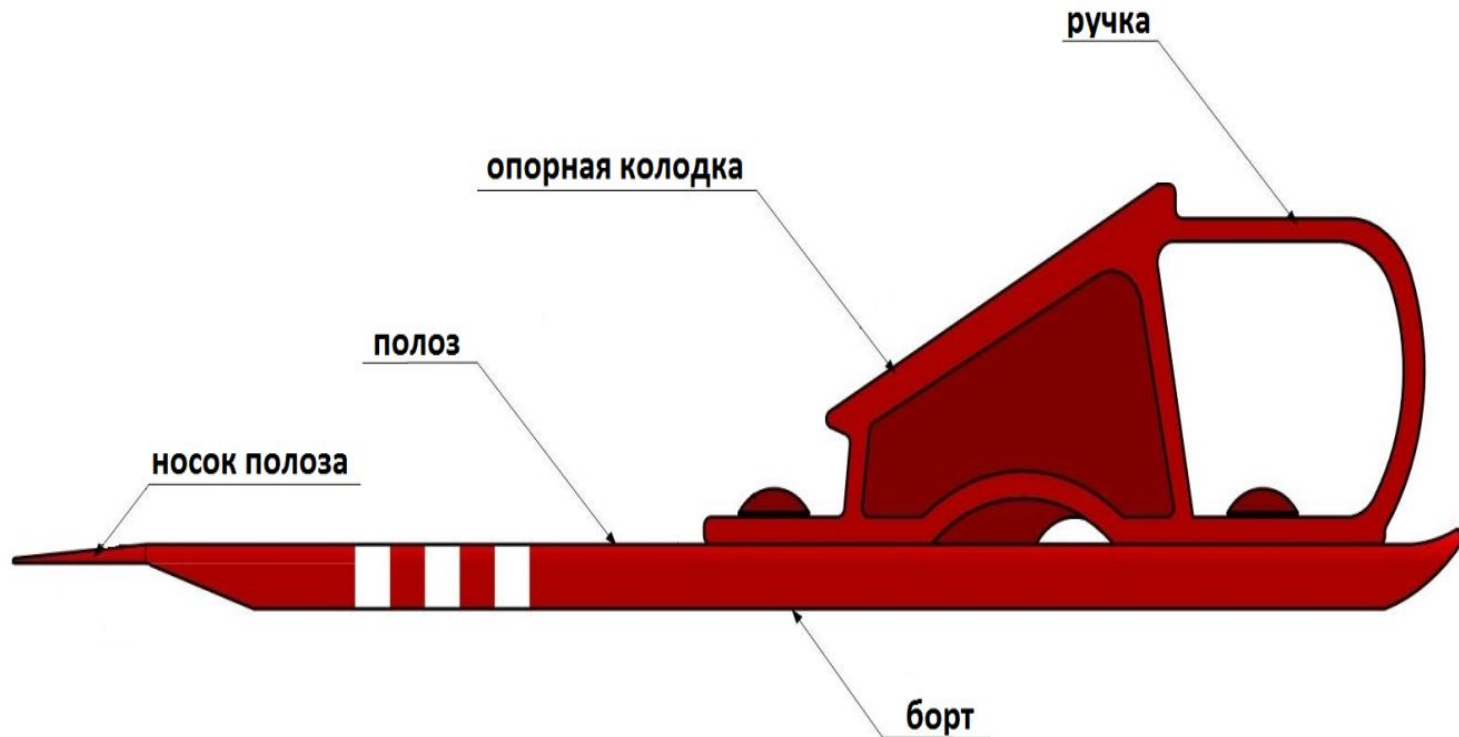 ручка
опорная колодка
полоз
носок полоза
борт